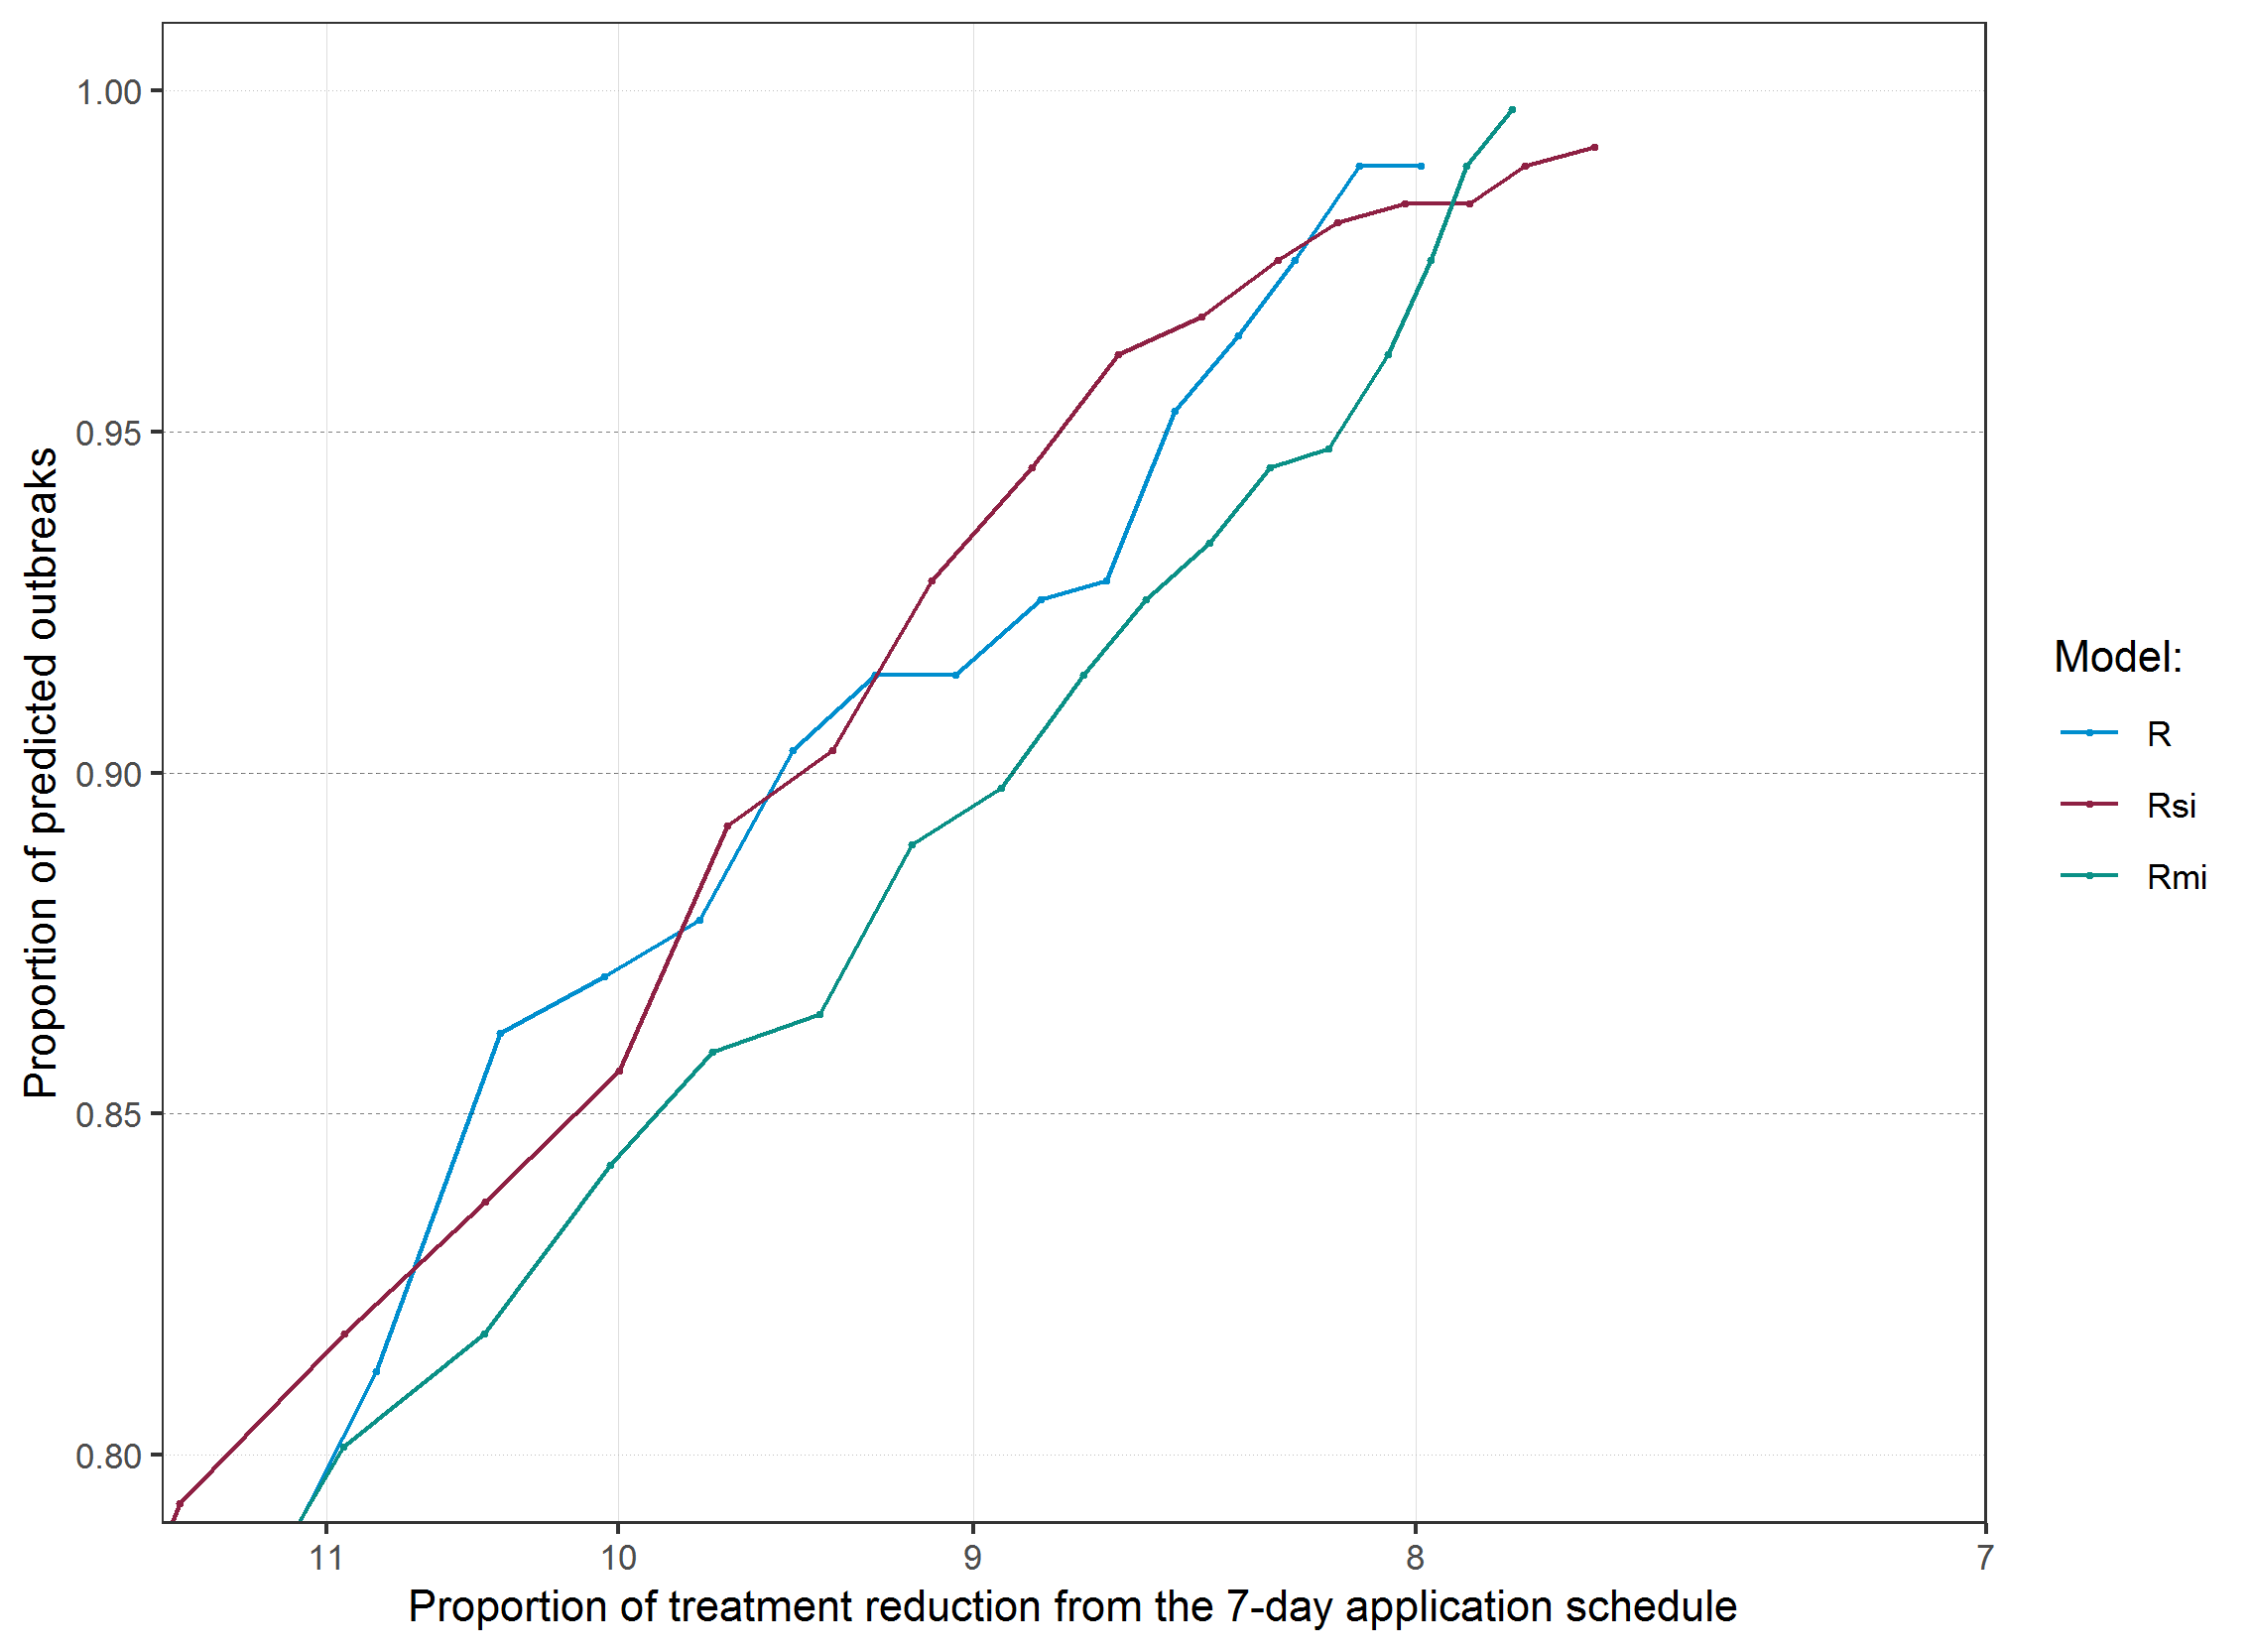 1.00
0.95
0.90
0.85
0.80
Proportion of predicted outbreaks
11 10 9 8 7
Proportion of treatment reduction from the 7-day application schedule
Model:
R
Rsi
Rmi